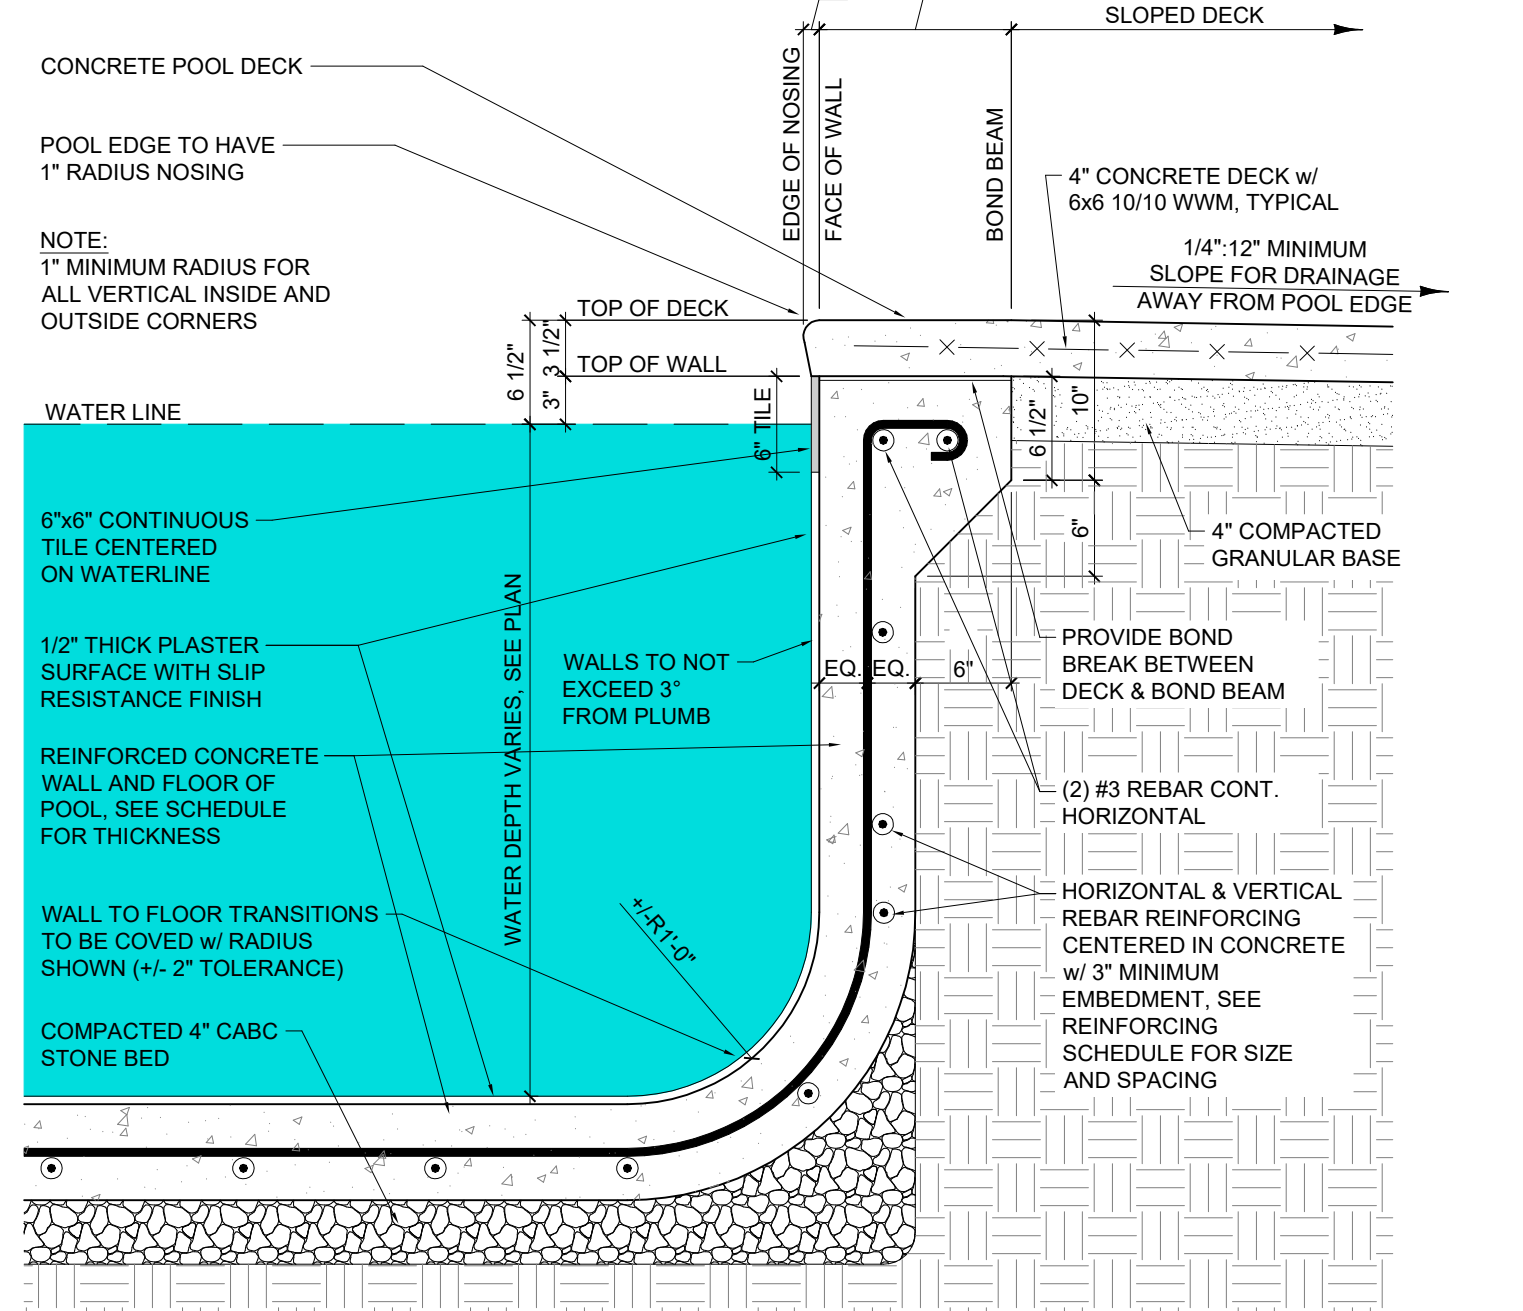 SLOPED DECK
CONCRETE POOL DECK
POOL EDGE TO HAVE
1" RADIUS NOSING
NOTE:
1" MINIMUM RADIUS FOR
ALL VERTICAL INSIDE AND
OUTSIDE CORNERS
EDGE OF NOSING
FACE OF WALL
BOND BEAM
4" CONCRETE DECK w/
6x6 10/10 WWM, TYPICAL
1/4":12" MINIMUM
SLOPE FOR DRAINAGE
AWAY FROM POOL EDGE
TOP OF DECK
TOP OF WALL
6 1/2"
3 1/2"
3"
WATER LINE
6" TILE
6 1/2"
10"
6"
6"x6" CONTINUOUS
TILE CENTERED
ON WATERLINE
4" COMPACTED
GRANULAR BASE
1/2" THICK PLASTER
SURFACE WITH SLIP
RESISTANCE FINISH
WATER DEPTH VARIES, SEE PLAN
WALLS TO NOT
EXCEED 3°
FROM PLUMB
EQ.
EQ.
6"
PROVIDE BOND
BREAK BETWEEN
DECK & BOND BEAM
REINFORCED CONCRETE
WALL AND FLOOR OF
POOL, SEE SCHEDULE
FOR THICKNESS
(2) #3 REBAR CONT.
HORIZONTAL
WALL TO FLOOR TRANSITIONS
TO BE COVED w/ RADIUS
SHOWN (+/- 2" TOLERANCE)
+/-R1'-0"
HORIZONTAL & VERTICAL
REBAR REINFORCING
CENTERED IN CONCRETE
w/ 3" MINIMUM
EMBEDMENT, SEE
REINFORCING
SCHEDULE FOR SIZE
AND SPACING
COMPACTED 4" CABC
STONE BED